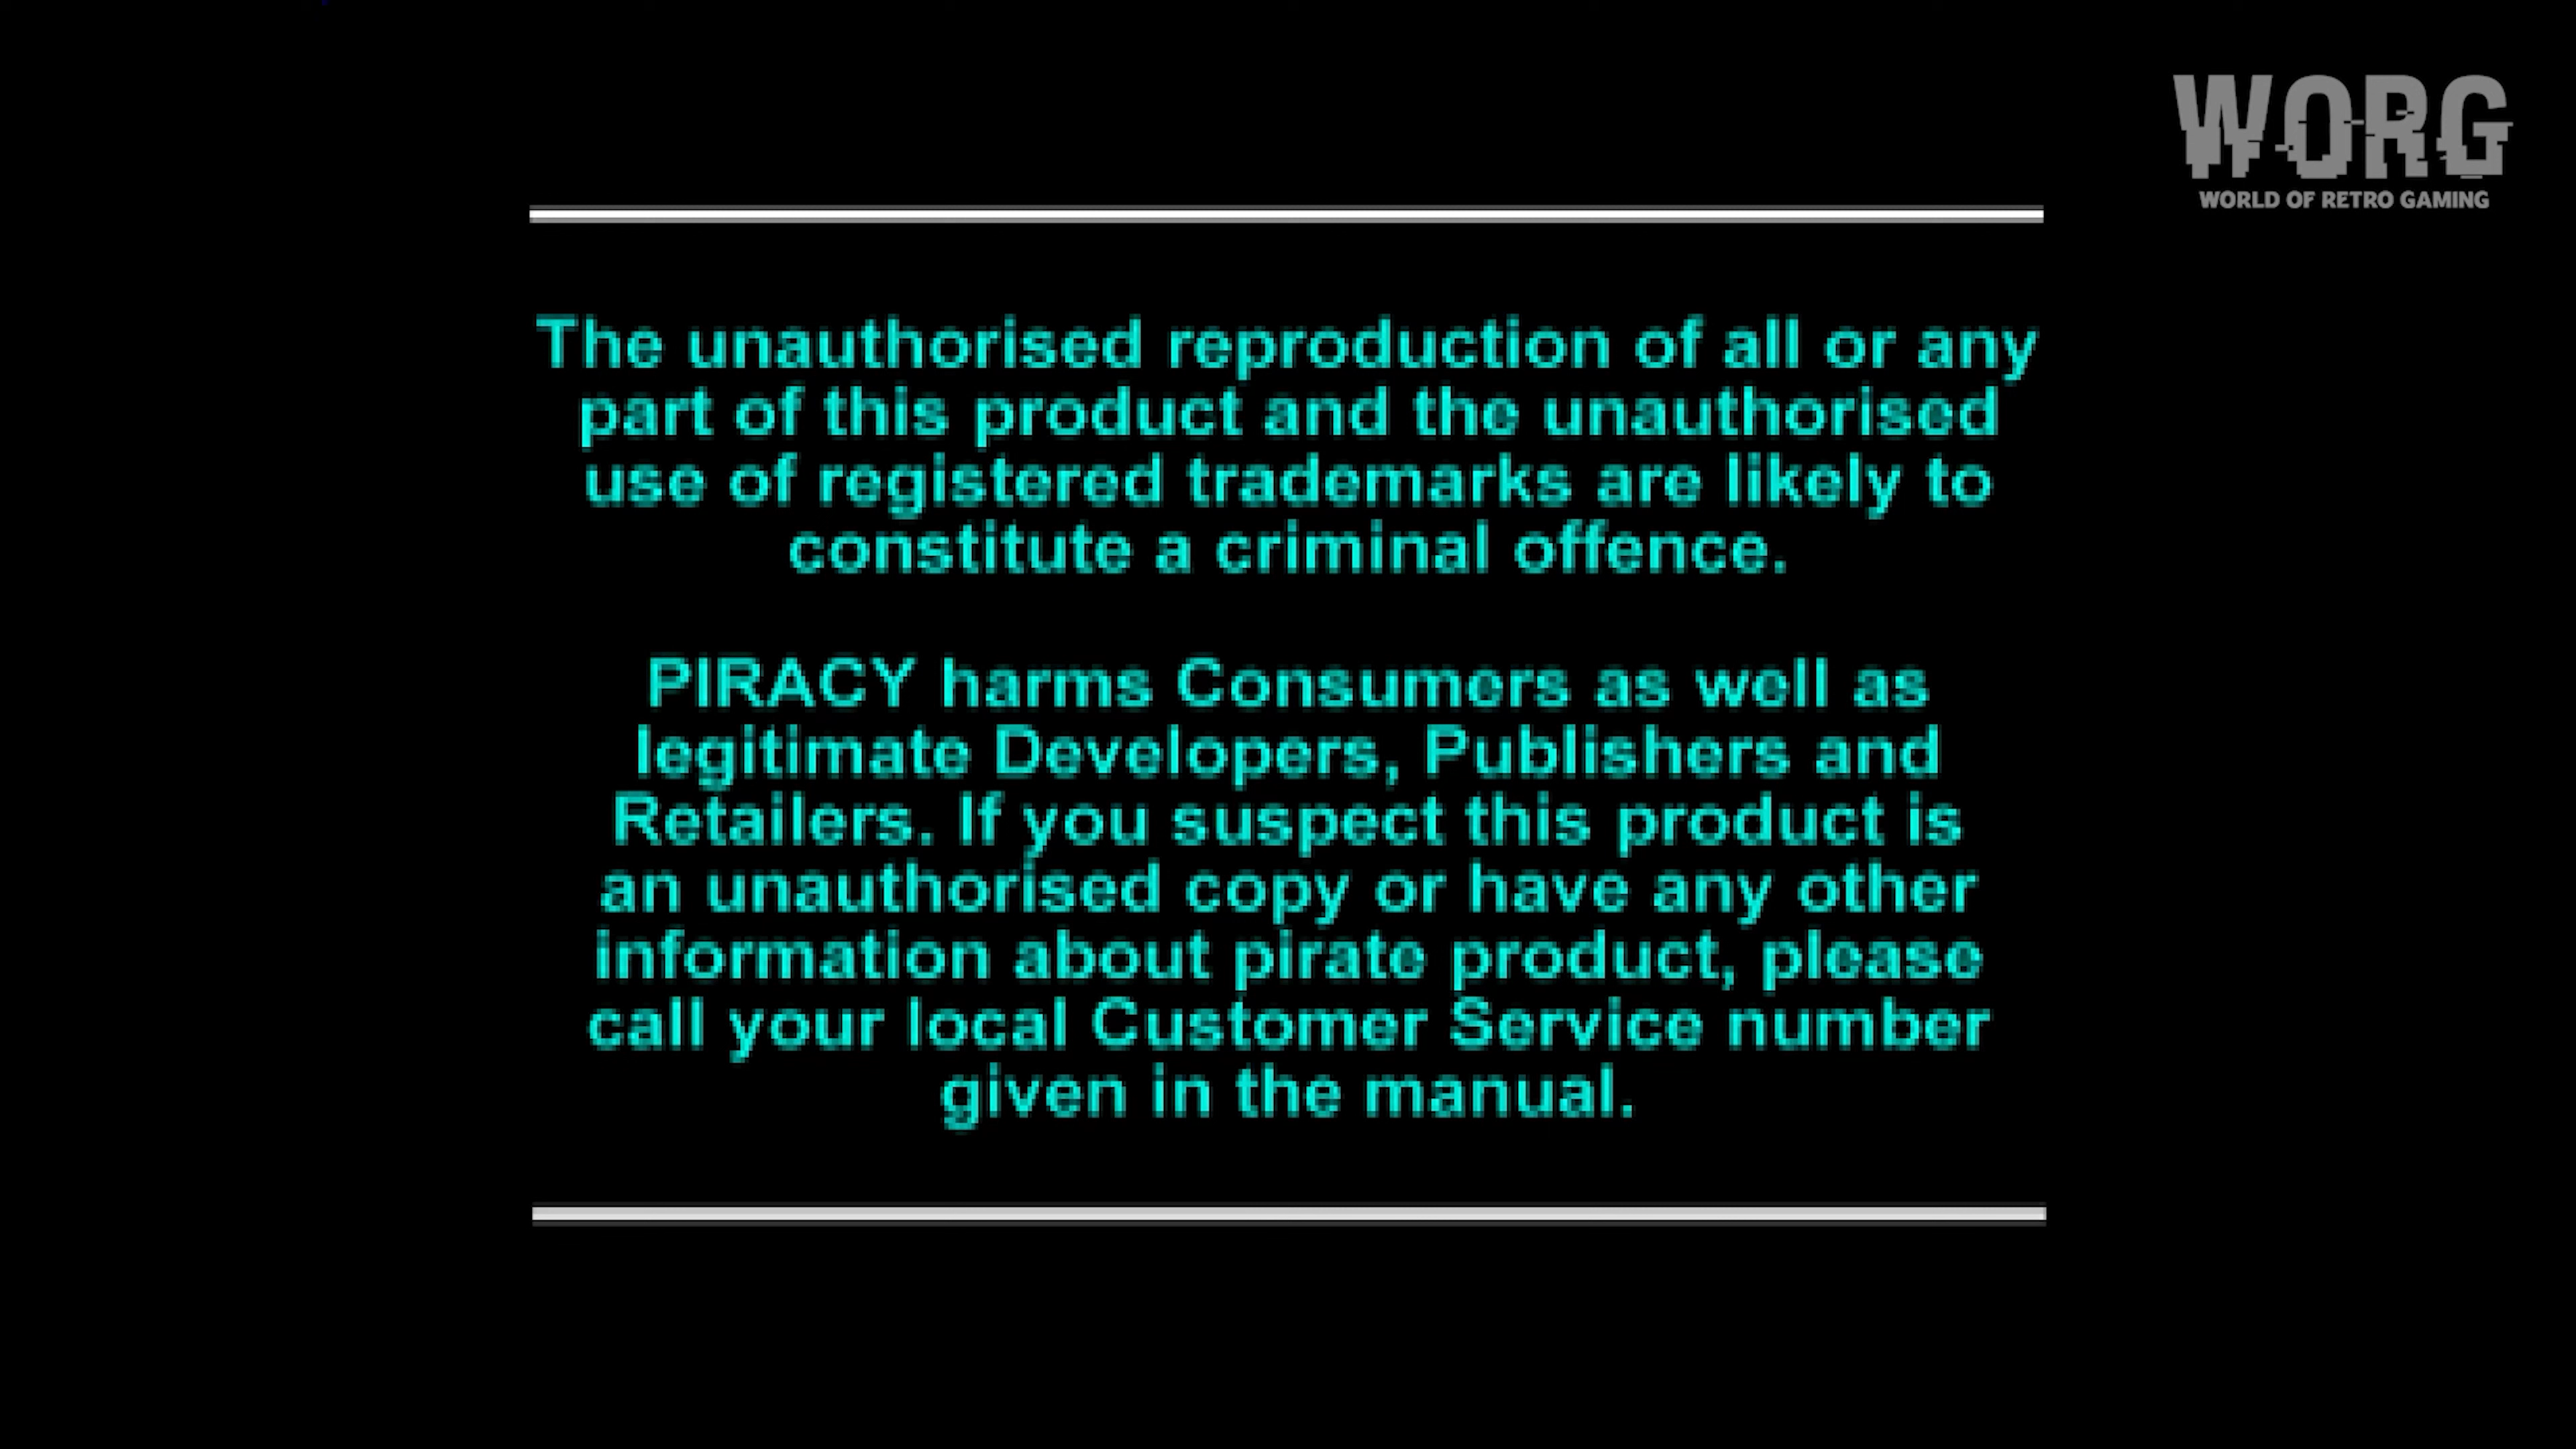 WORG
WORLD OF RETRO GAMING
The unauthorised reproduction of all or any
part of this product and the unauthorised
use of registered trademarks are likely to
constitute a criminal offence.
PIRACY harms Consumers as well as
legitimate Developers, Publishers and
Retailers. If you suspect this product is
an unauthorised copy or have any other
information about pirate product, please
call your local Customer Service number
given in the manual.